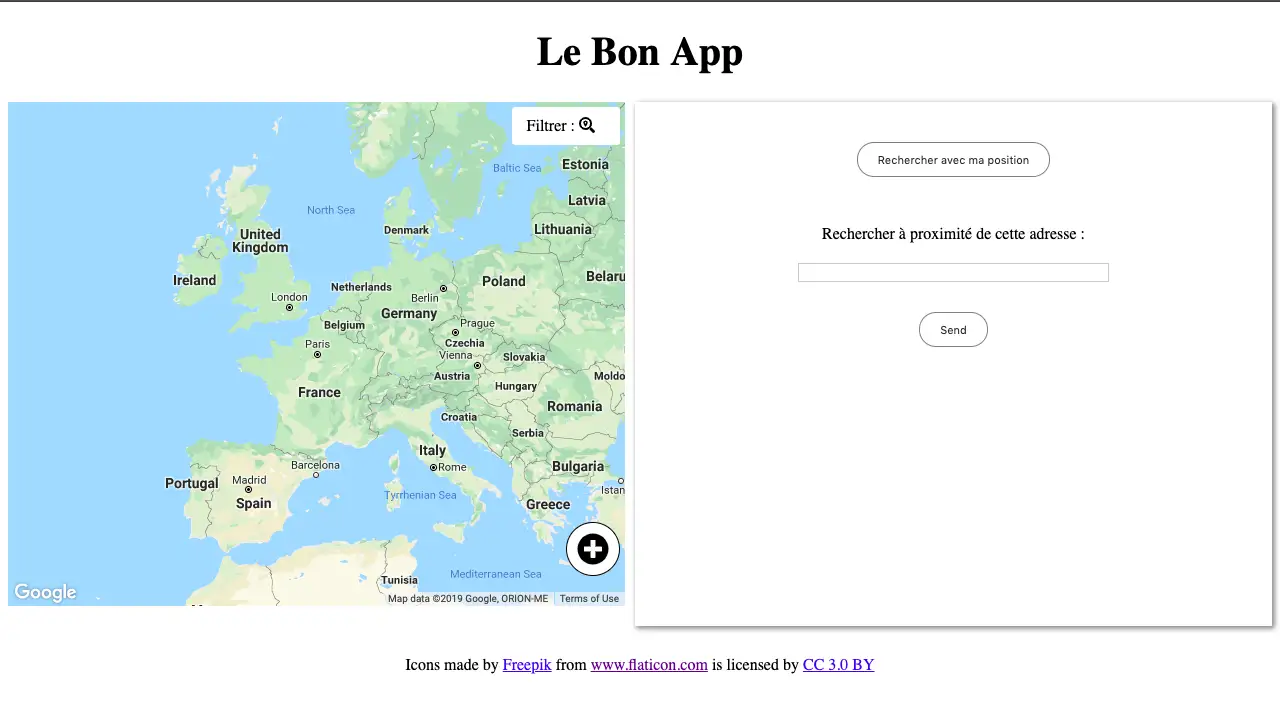 Le Bon App
Filtrer :
Estonia
Baltic Sea
Latvia
North Sea
Denmark
Lithuania
United
Kingdom
Ireland
Belaru
Poland
Netherlands
London
Berlin
Germany
Belgium
Prague
Paris
Czechia
Vienna
Slovakia
Austria
Moldo
Hungary
France
Romania
Croatia
Serbia
Italy
Barcelona
Rome
Bulgaria
Madrid
Portugal
Istan
Tyrrhenian Sea
Spain
Greece
Mediterranean Sea
Tunisia
Google
Map data ©2019 Google, ORION-ME
Terms of Use
Rechercher avec ma position
Rechercher à proximité de cette adresse :
Send
Icons made by Freepik from www.flaticon.com is licensed by CC 3.0 BY